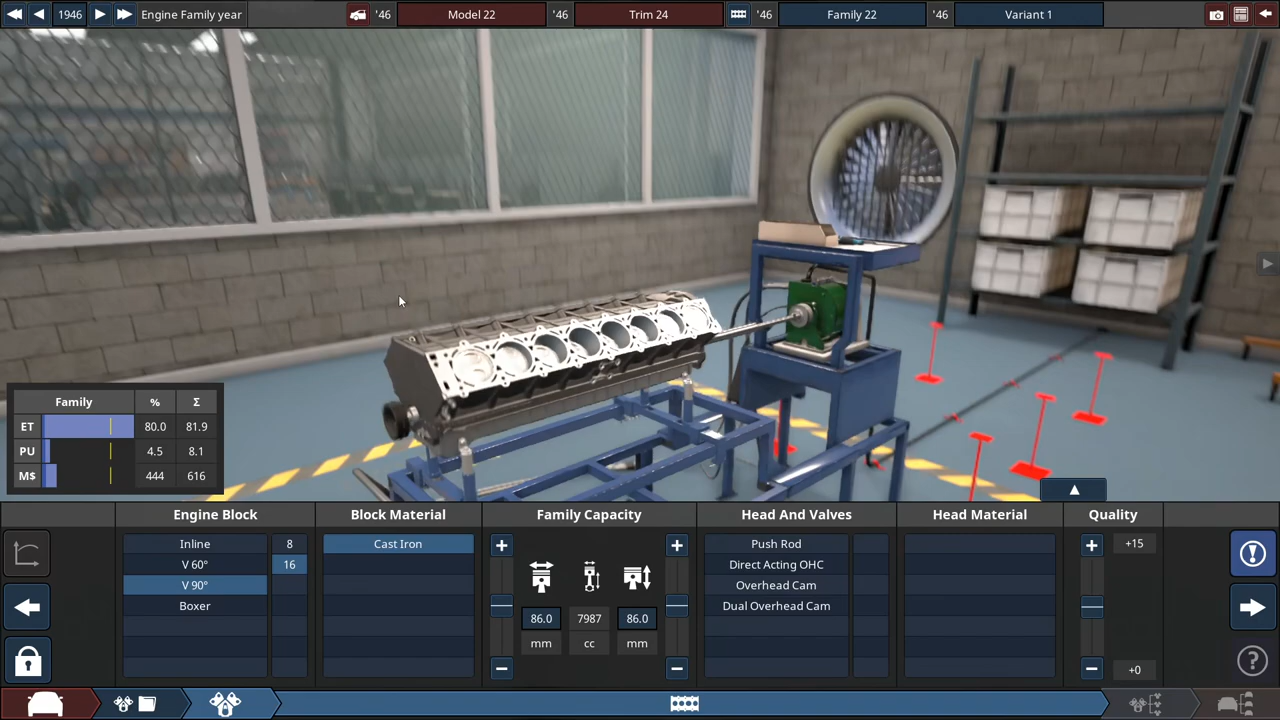 1946 Engine Family year '46 Model 22 '46 Trim 24 '46 Family 22 '46 Variant 1
Family % Σ
ET 80.0 81.9
PU 4.5 8.1
M$ 444 616
Engine Block Block Material Family Capacity Head And Valves Head Material Quality
Inline 8 Cast Iron Push Rod +15
V 60° 16 Direct Acting OHC
V 90° Overhead Cam
Boxer Dual Overhead Cam
86.0 7987 86.0
mm cc mm
+0